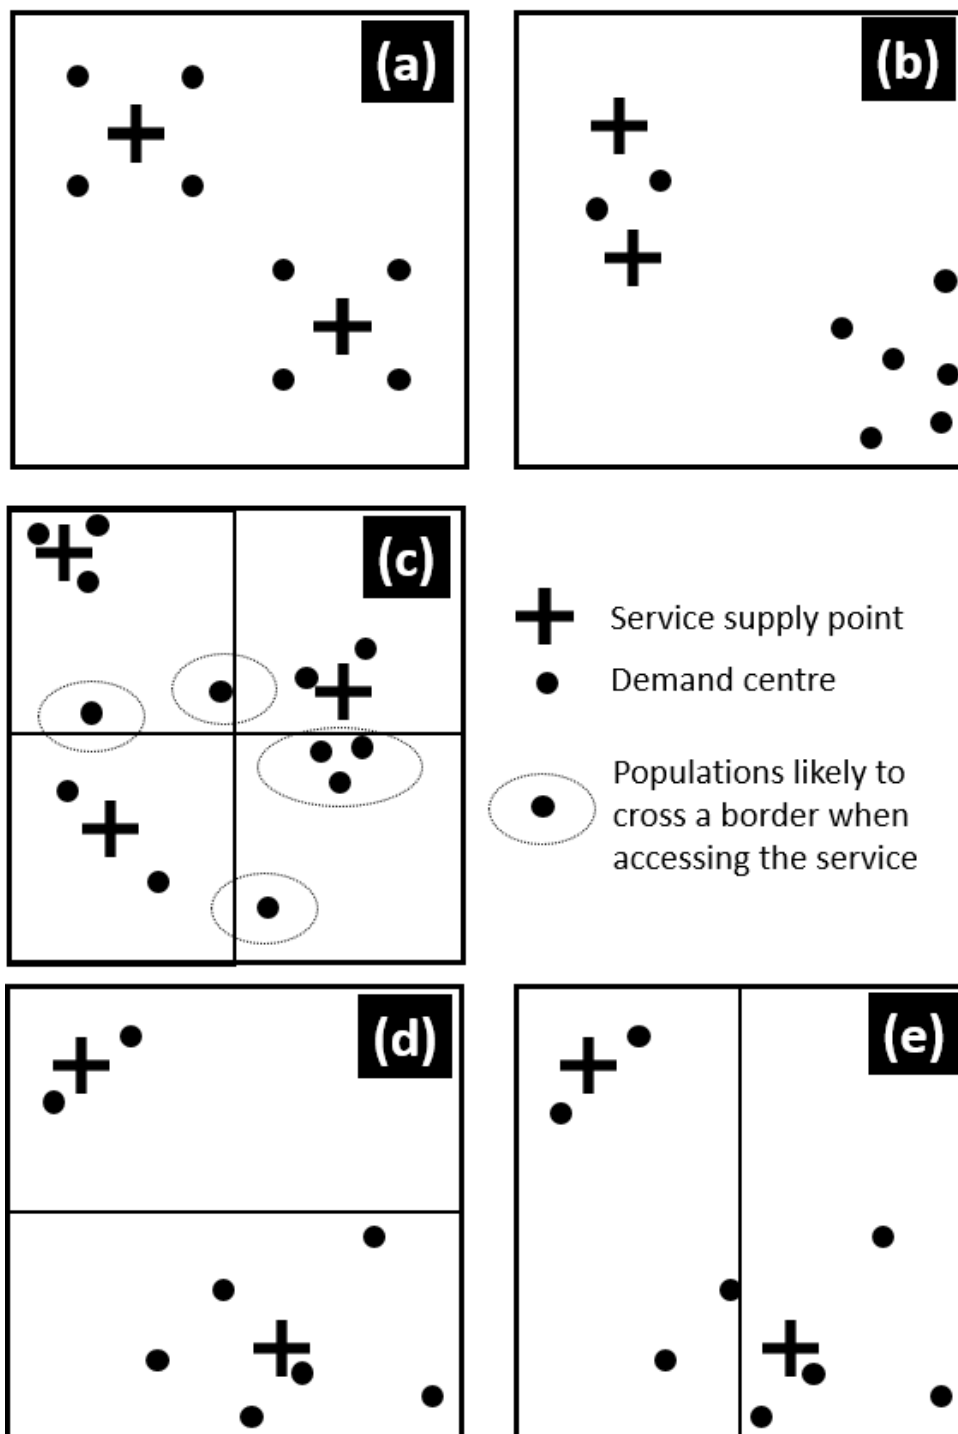 (a)
(b)
(c)
Service supply point
Demand centre
Populations likely to
cross a border when
accessing the service
(d)
(e)